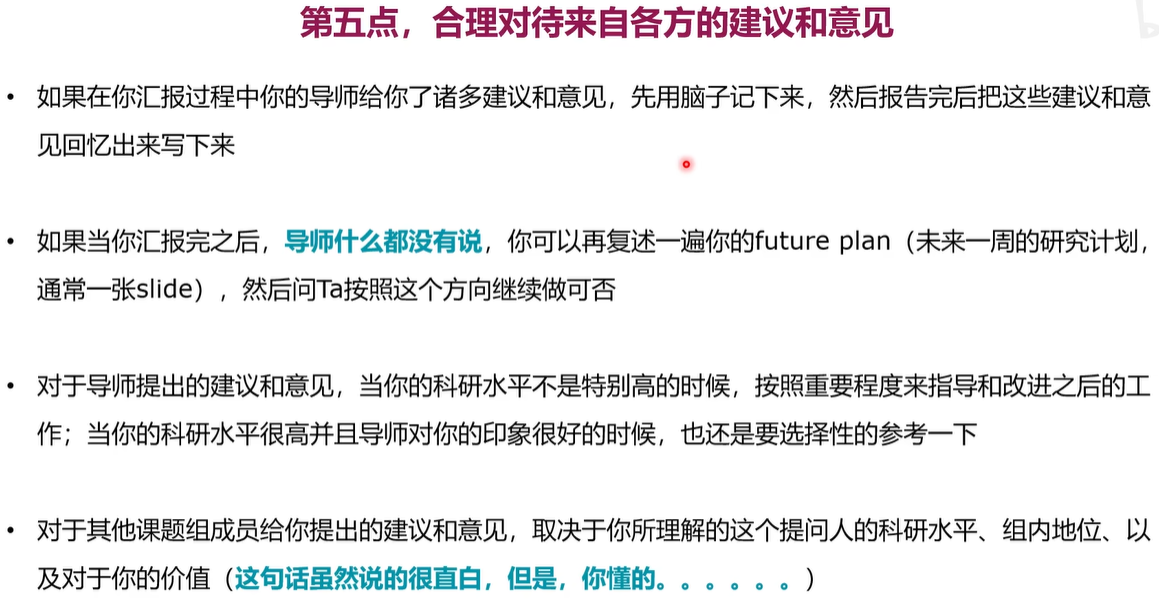 第五点，合理对待来自各方的建议和意见
• 如果在你汇报过程中你的导师给你了诸多建议和意见，先用脑子记下来，然后报告完后把这些建议和意
见回忆出来写下来
• 如果当你汇报完之后，导师什么都没有说，你可以再复述一遍你的future plan（未来一周的研究计划，
通常一张slide），然后问Ta按照这个方向继续做可否
• 对于导师提出的建议和意见，当你的科研水平不是特别高的时候，按照重要程度来指导和改进之后的工
作；当你的科研水平很高并且导师对你的印象很好的时候，也还是要选择性的参考一下
• 对于其他课题组成员给你提出的建议和意见，取决于你所理解的这个提问人的科研水平、组内地位、以
及对于你的价值（这句话虽然说的很直白，但是，你懂的。。。。。。）